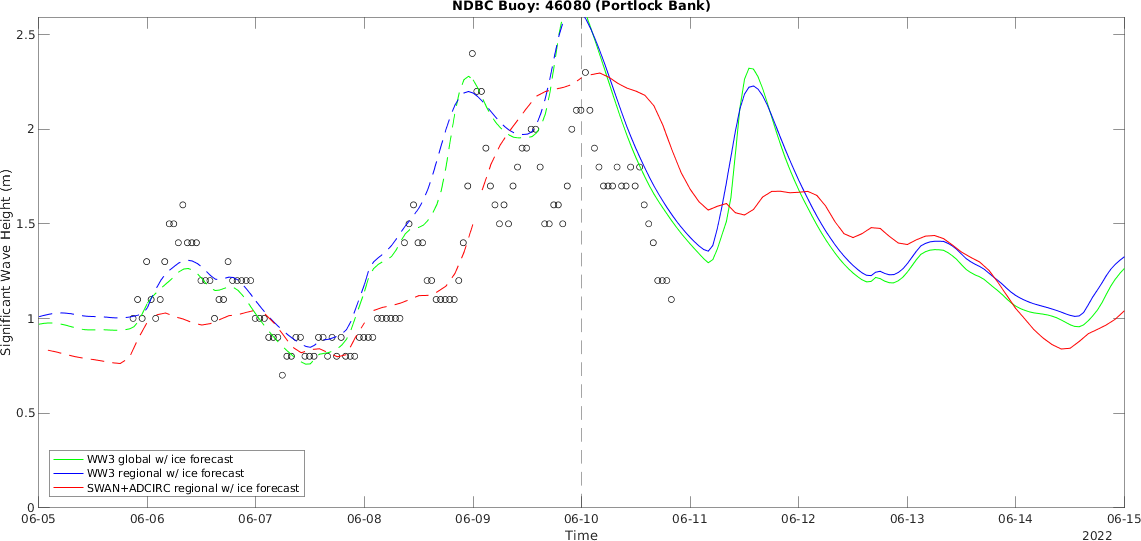 NDBC Buoy: 46080 (Portlock Bank)
2.5
2
1.5
1
0.5
0
Significant Wave Height (m)
WW3 global w/ ice forecast
WW3 regional w/ ice forecast
SWAN+ADCIRC regional w/ ice forecast
06-05 06-06 06-07 06-08 06-09 06-10 06-11 06-12 06-13 06-14 06-15
Time
2022